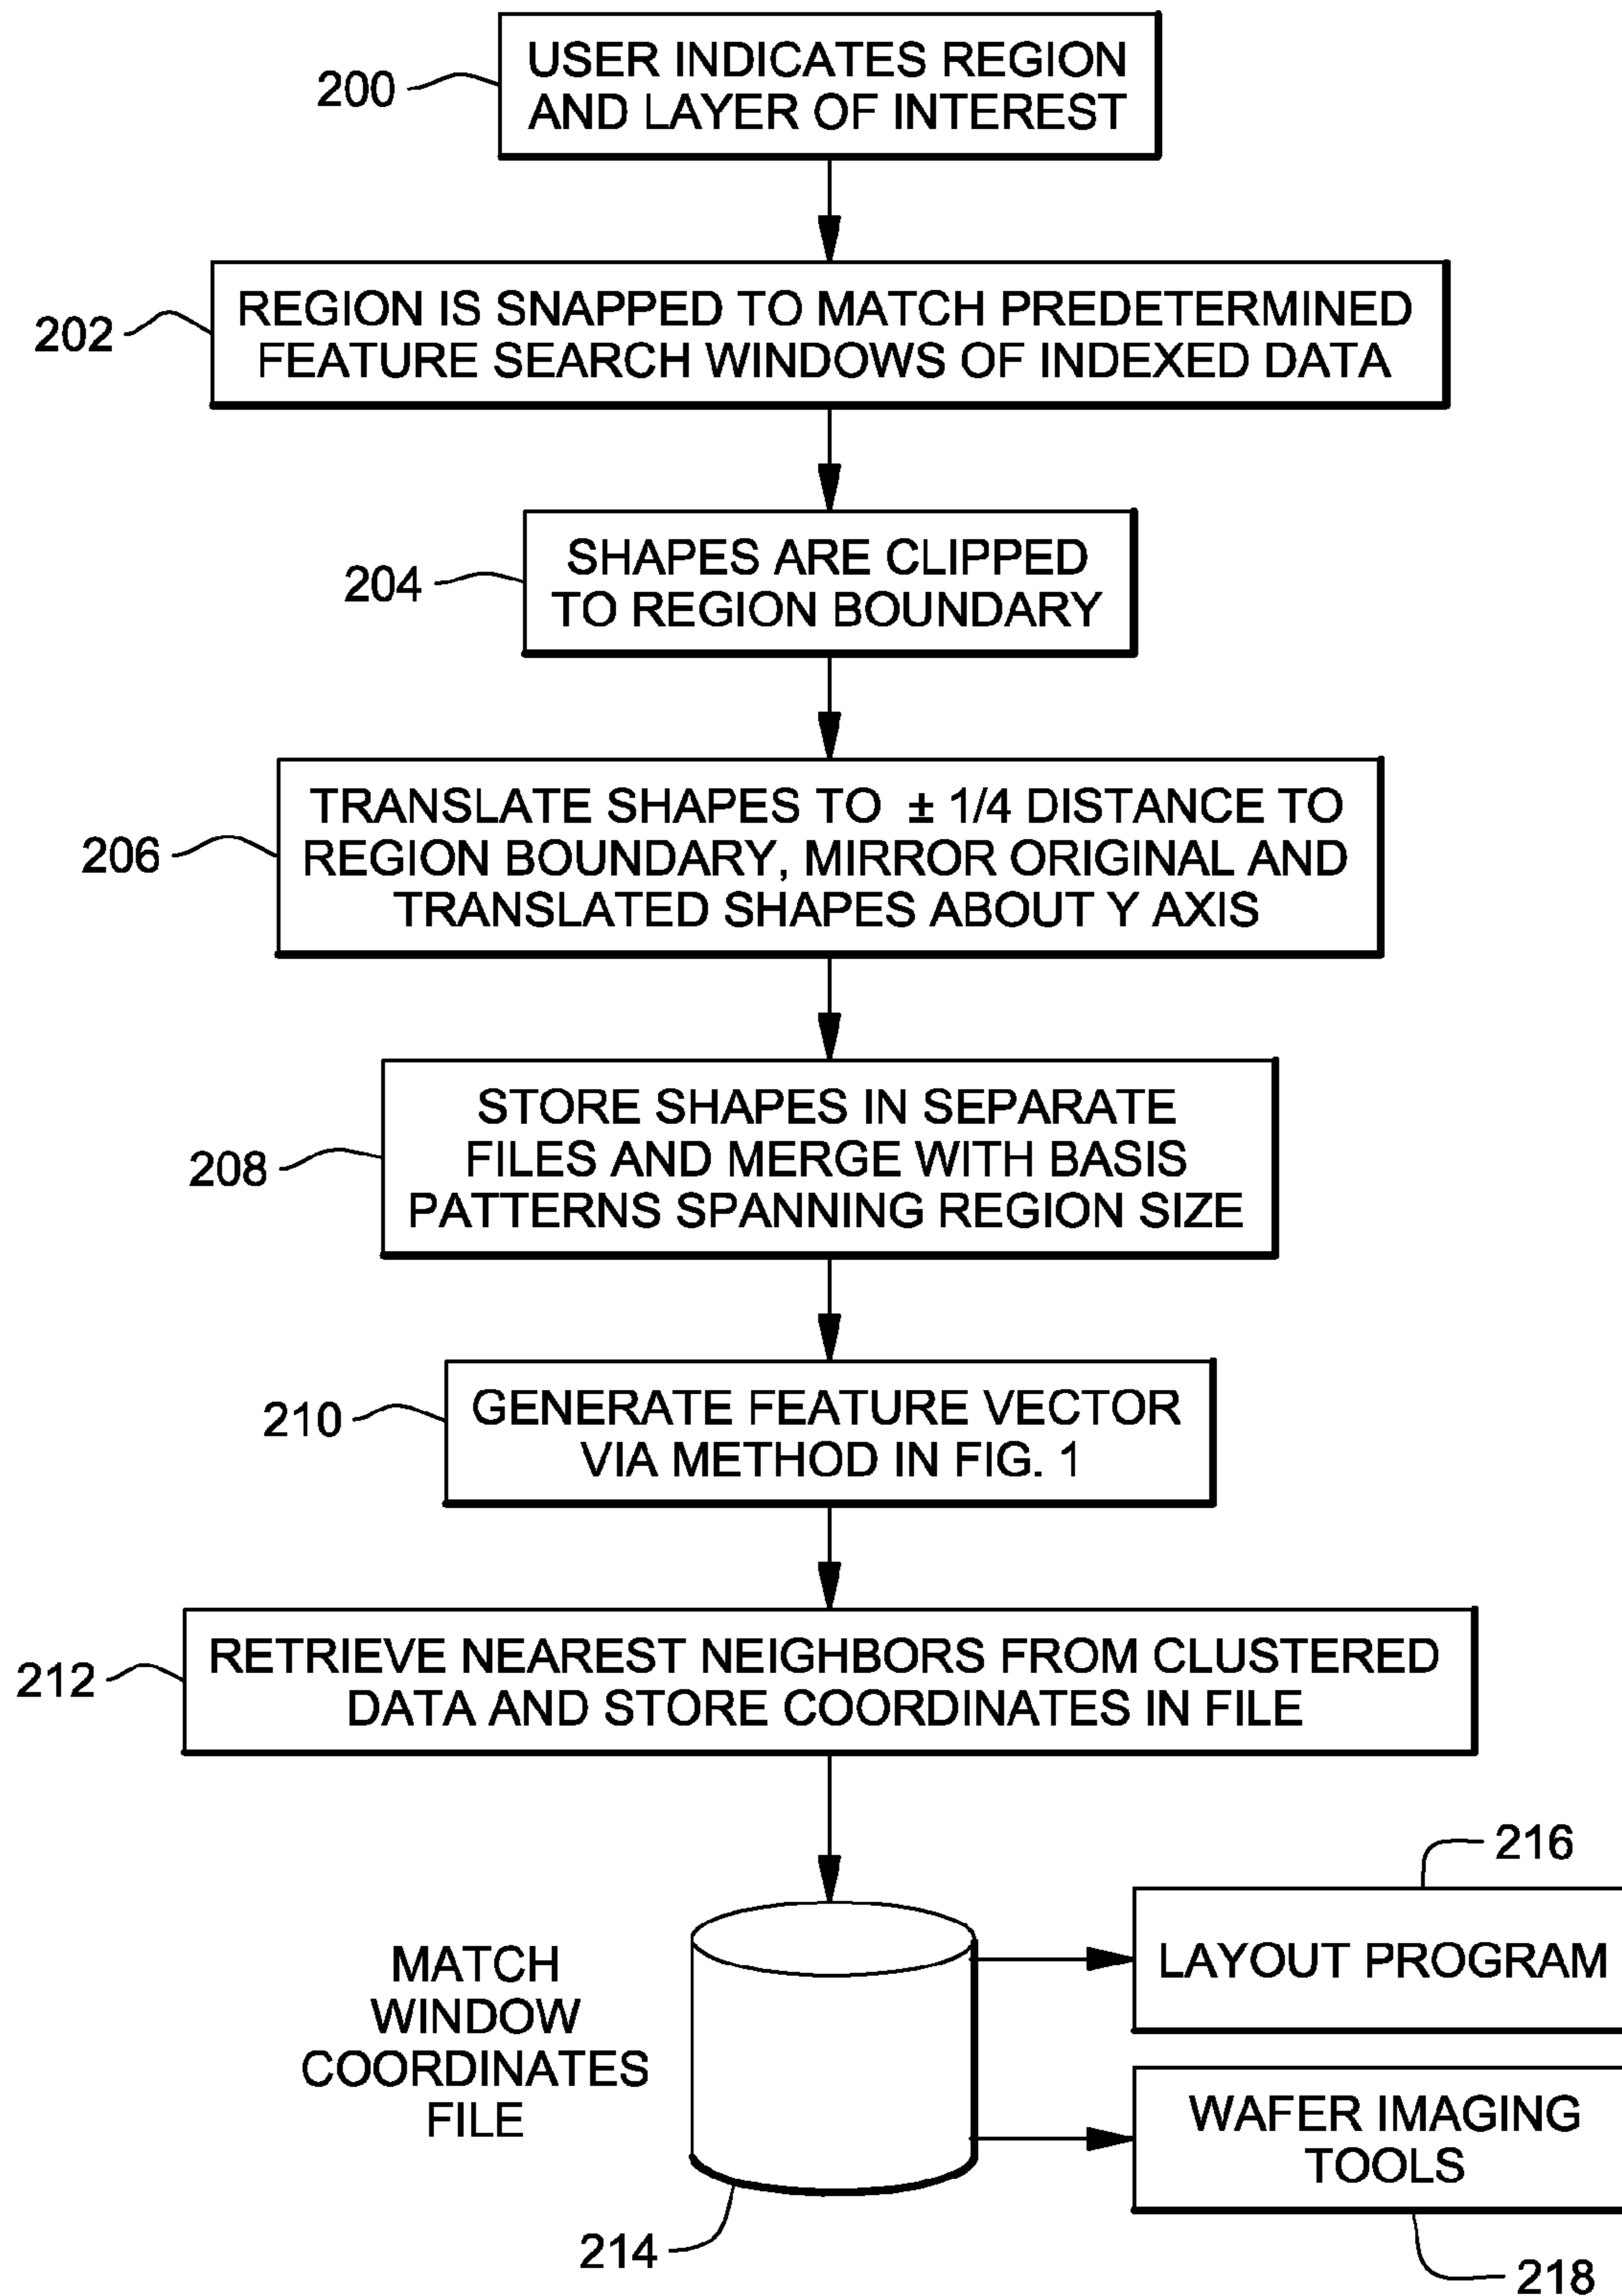 200
USER INDICATES REGION
AND LAYER OF INTEREST
202
REGION IS SNAPPED TO MATCH PREDETERMINED
FEATURE SEARCH WINDOWS OF INDEXED DATA
204
SHAPES ARE CLIPPED
TO REGION BOUNDARY
206
TRANSLATE SHAPES TO ± 1/4 DISTANCE TO
REGION BOUNDARY, MIRROR ORIGINAL AND
TRANSLATED SHAPES ABOUT Y AXIS
208
STORE SHAPES IN SEPARATE
FILES AND MERGE WITH BASIS
PATTERNS SPANNING REGION SIZE
210
GENERATE FEATURE VECTOR
VIA METHOD IN FIG. 1
212
RETRIEVE NEAREST NEIGHBORS FROM CLUSTERED
DATA AND STORE COORDINATES IN FILE
MATCH
WINDOW
COORDINATES
FILE
214
216
LAYOUT PROGRAM
WAFER IMAGING
TOOLS
218